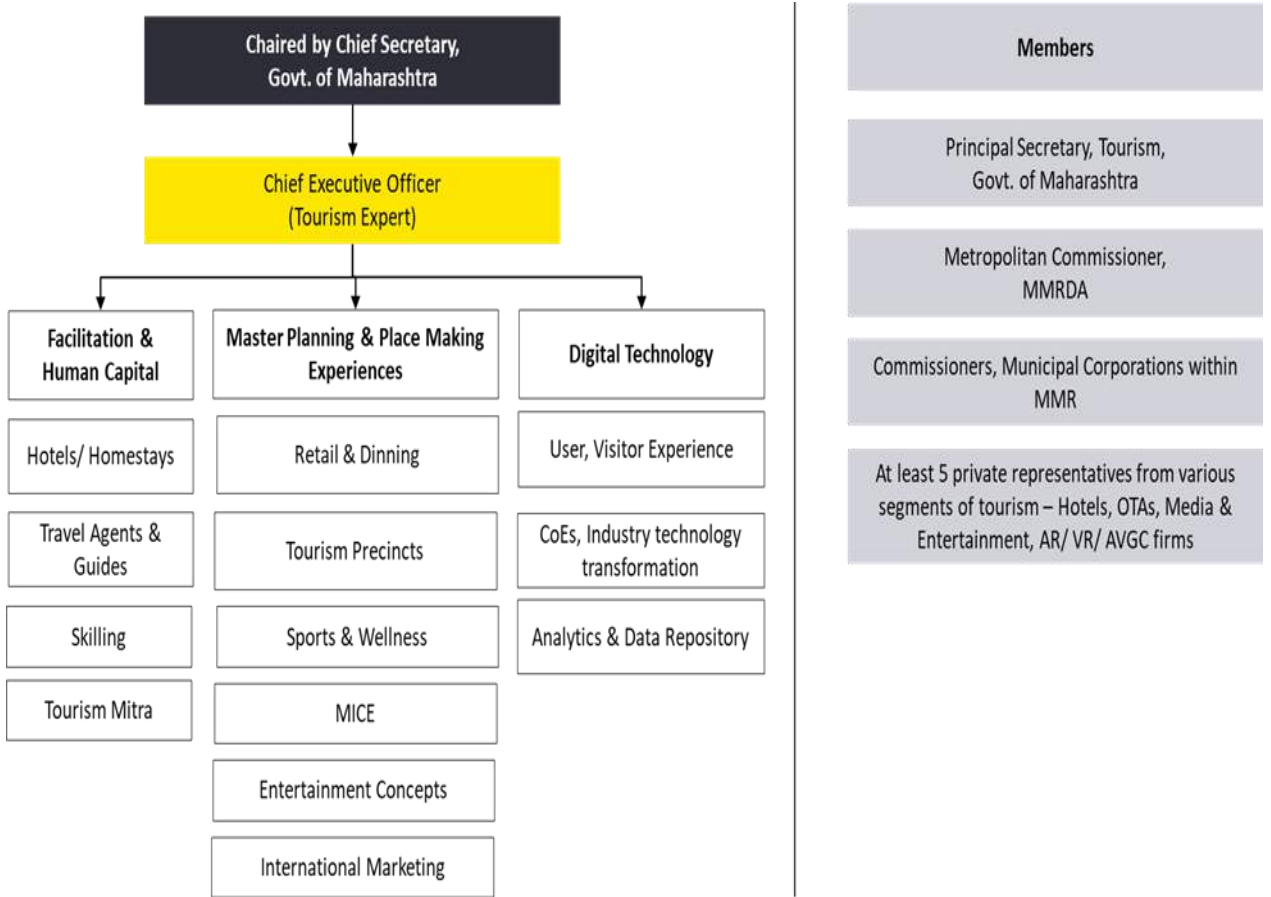 Chaired by Chief Secretary,
Govt. of Maharashtra
Chief Executive Officer
(Tourism Expert)
Facilitation &
Human Capital
Hotels/ Homestays
Travel Agents &
Guides
Skilling
Tourism Mitra
Master Planning & Place Making
Experiences
Retail & Dinning
Tourism Precincts
Sports & Wellness
MICE
Entertainment Concepts
International Marketing
Digital Technology
User, Visitor Experience
CoEs, Industry technology
transformation
Analytics & Data Repository
Members
Principal Secretary, Tourism,
Govt. of Maharashtra
Metropolitan Commissioner,
MMRDA
Commissioners, Municipal Corporations within
MMR
At least 5 private representatives from various
segments of tourism – Hotels, OTAs, Media &
Entertainment, AR/ VR/ AVGC firms